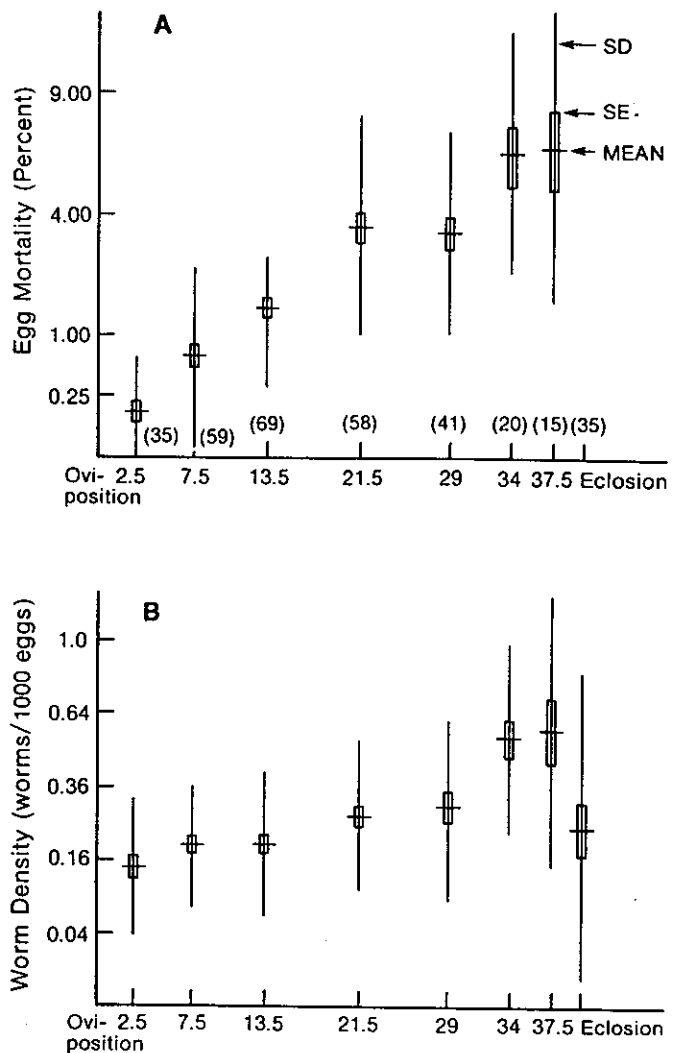 A
Egg Mortality (Percent)
9.00
4.00
1.00
0.25
SD
SE
MEAN
(35) (59) (69) (58) (41) (20) (15) (35)
Ovi-position 2.5 7.5 13.5 21.5 29 34 37.5 Eclosion
B
Worm Density (worms/1000 eggs)
1.0
0.64
0.36
0.16
0.04
Ovi-position 2.5 7.5 13.5 21.5 29 34 37.5 Eclosion